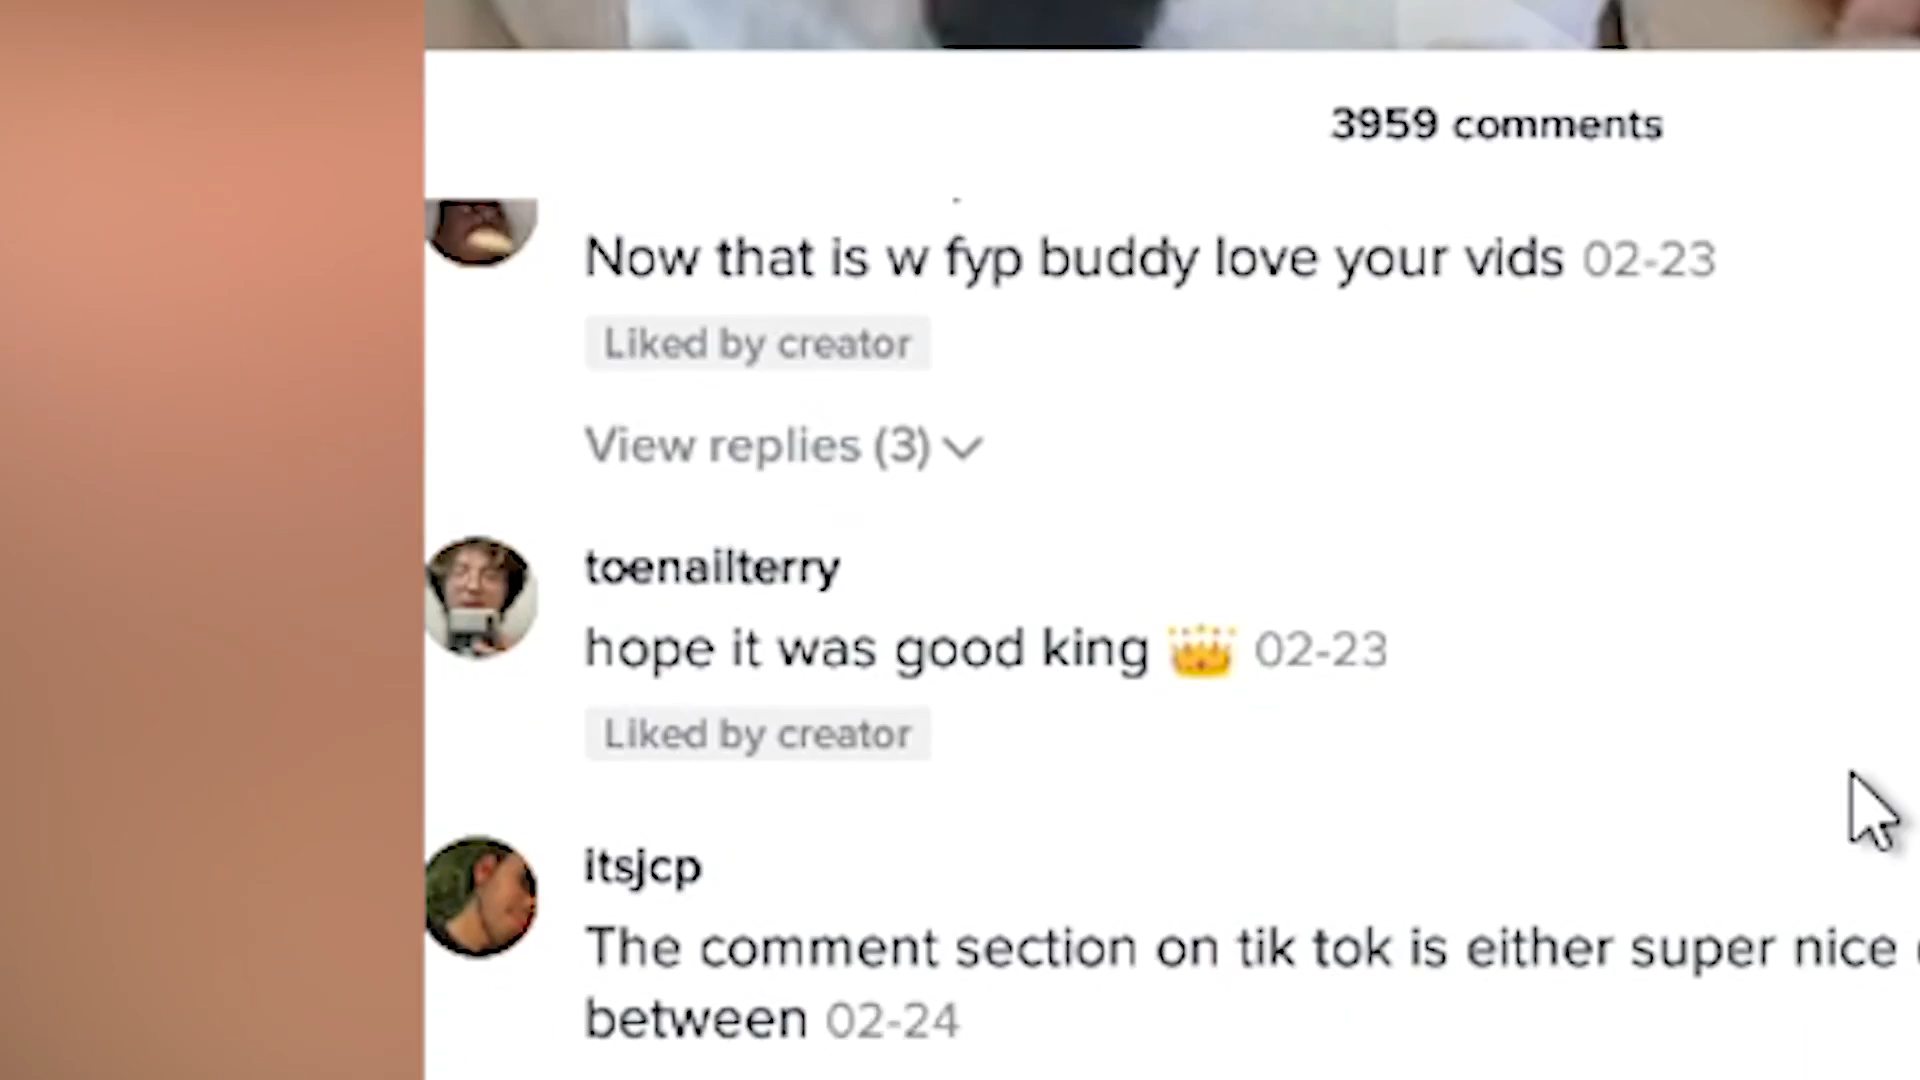 3959 comments
Now that is w fyp buddy love your vids 02-23
Liked by creator
View replies (3)
toenailterry
hope it was good king 👑 02-23
Liked by creator
itsjcp
The comment section on tik tok is either super nice
between 02-24